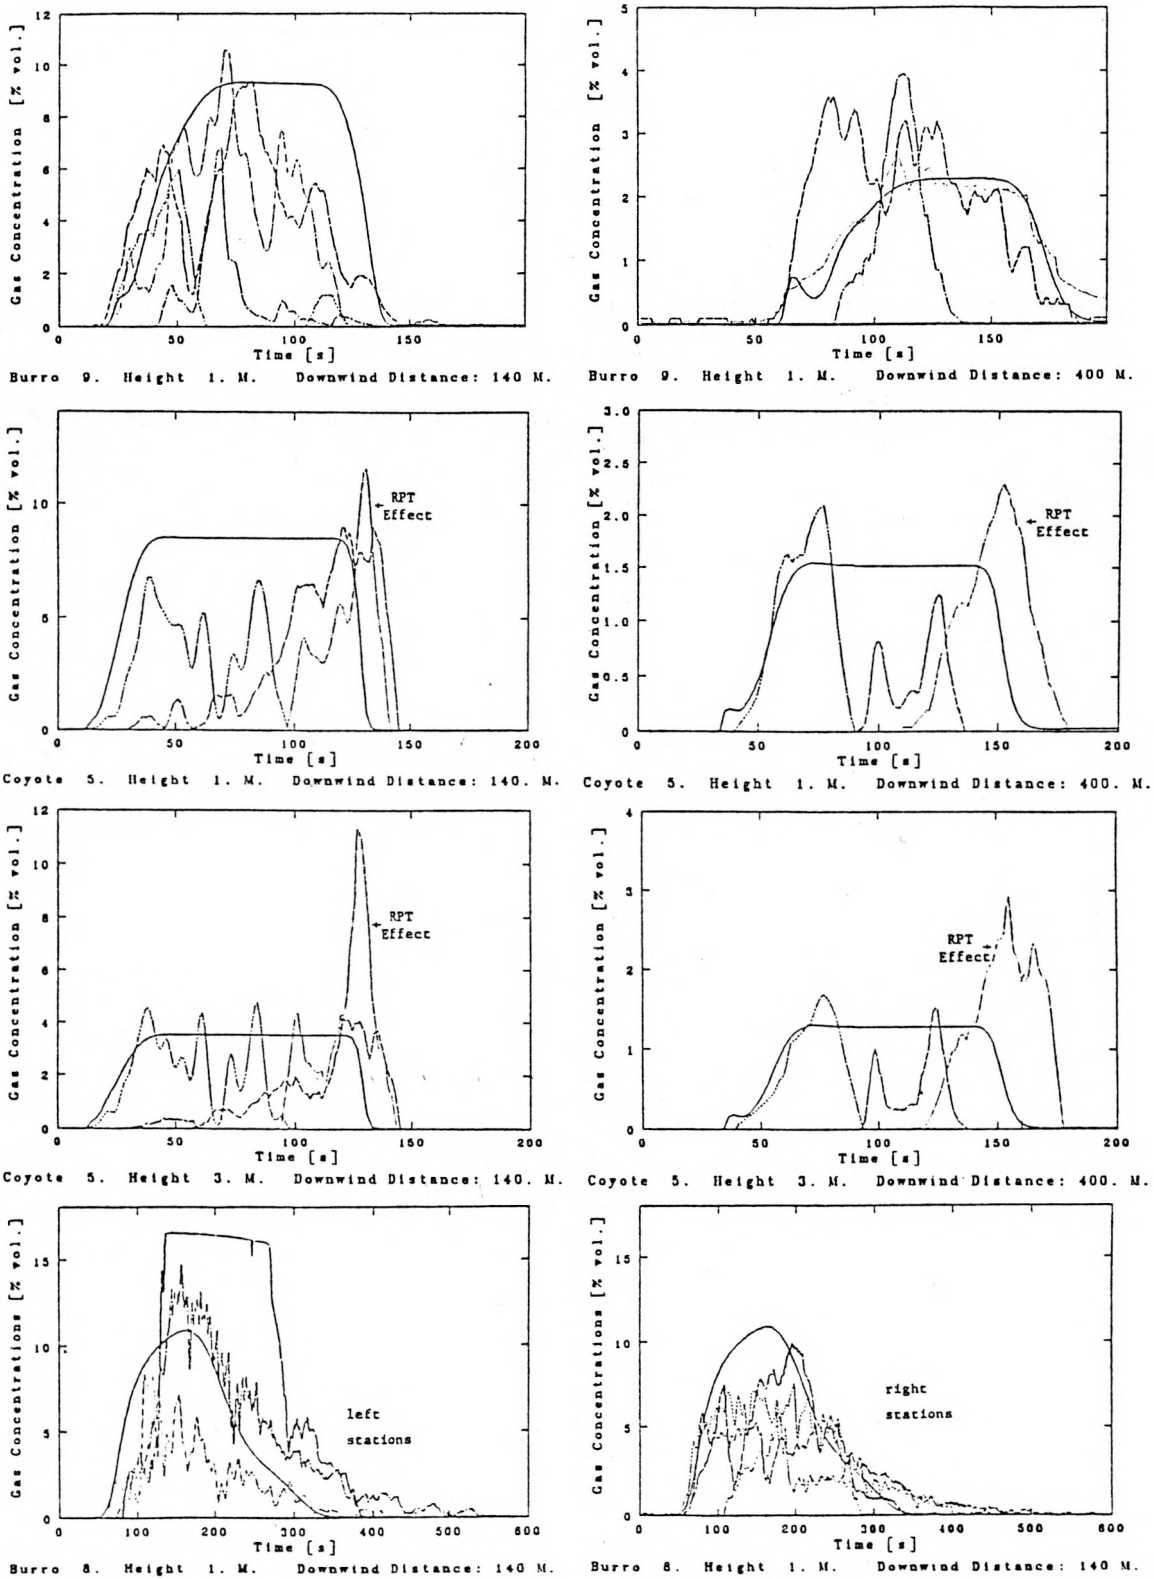 Gas Concentration [% vol.]
12
10
8
6
4
2
0
0 50 100 150
Time [s]
Burro 9. Height 1. M. Downwind Distance: 140 M.
Gas Concentration [% vol.]
5
4
3
2
1
0
0 50 100 150
Time [s]
Burro 9. Height 1. M. Downwind Distance: 400 M.
Gas Concentration [% vol.]
10
5
0
RPT
Effect
0 50 100 150 200
Time [s]
Coyote 5. Height 1. M. Downwind Distance: 140. M.
Gas Concentration [% vol.]
3.0
2.5
2.0
1.5
1.0
0.5
0
RPT
Effect
0 50 100 150 200
Time [s]
Coyote 5. Height 1. M. Downwind Distance: 400. M.
Gas Concentration [% vol.]
12
10
8
6
4
2
0
RPT
Effect
0 50 100 150 200
Time [s]
Coyote 5. Height 3. M. Downwind Distance: 140. M.
Gas Concentration [% vol.]
4
3
2
1
0
RPT
Effect
0 50 100 150 200
Time [s]
Coyote 5. Height 3. M. Downwind Distance: 400. M.
Gas Concentrations [% vol.]
15
10
5
0
left
stations
0 100 200 300 400 500 600
Time [s]
Burro 8. Height 1. M. Downwind Distance: 140 M.
Gas Concentrations [% vol.]
15
10
5
0
right
stations
0 100 200 300 400 500 600
Time [s]
Burro 8. Height 1. M. Downwind Distance: 140 M.